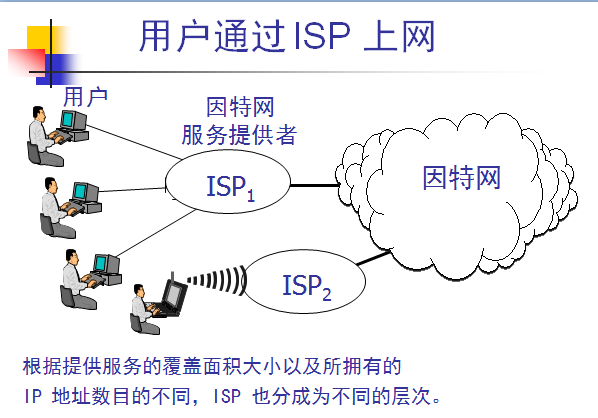 用户通过 ISP 上网
用户
因特网
服务提供者
ISP1
因特网
ISP2
根据提供服务的覆盖面积大小以及所拥有的
IP 地址数目的不同，ISP 也分成为不同的层次。